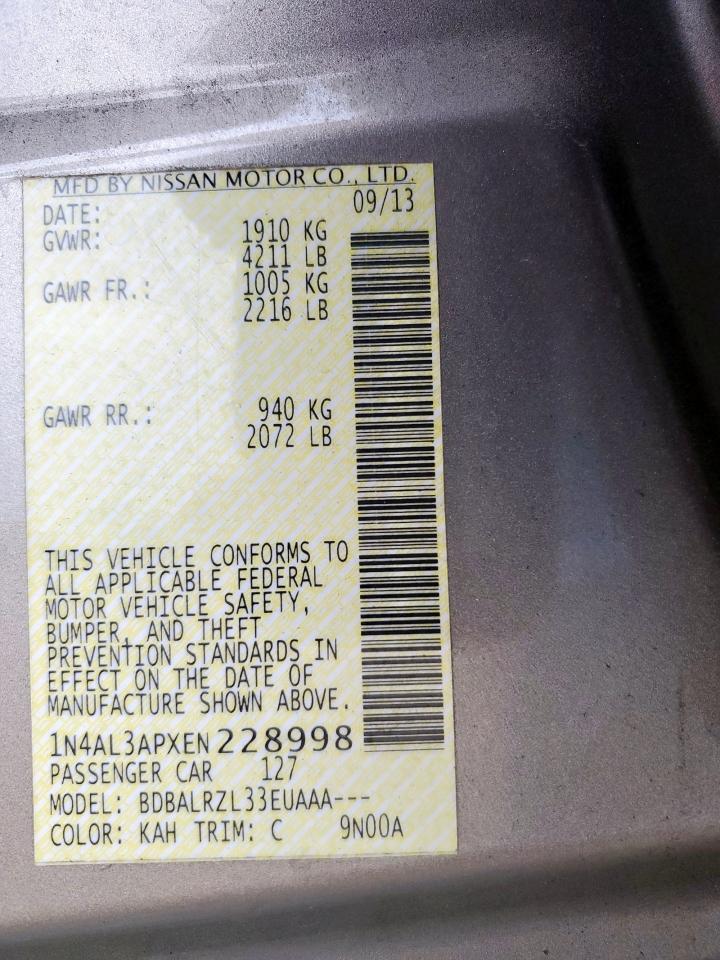 MFD BY NISSAN MOTOR CO., LTD.
DATE: 09/13
GVWR: 1910 KG
4211 LB
GAWR FR.: 1005 KG
2216 LB
GAWR RR.: 940 KG
2072 LB
THIS VEHICLE CONFORMS TO
ALL APPLICABLE FEDERAL
MOTOR VEHICLE SAFETY,
BUMPER, AND THEFT
PREVENTION STANDARDS IN
EFFECT ON THE DATE OF
MANUFACTURE SHOWN ABOVE.
1N4AL3APXEN228998
PASSENGER CAR 127
MODEL: BDBALRZL33EUAAA---
COLOR: KAH TRIM: C 9N00A